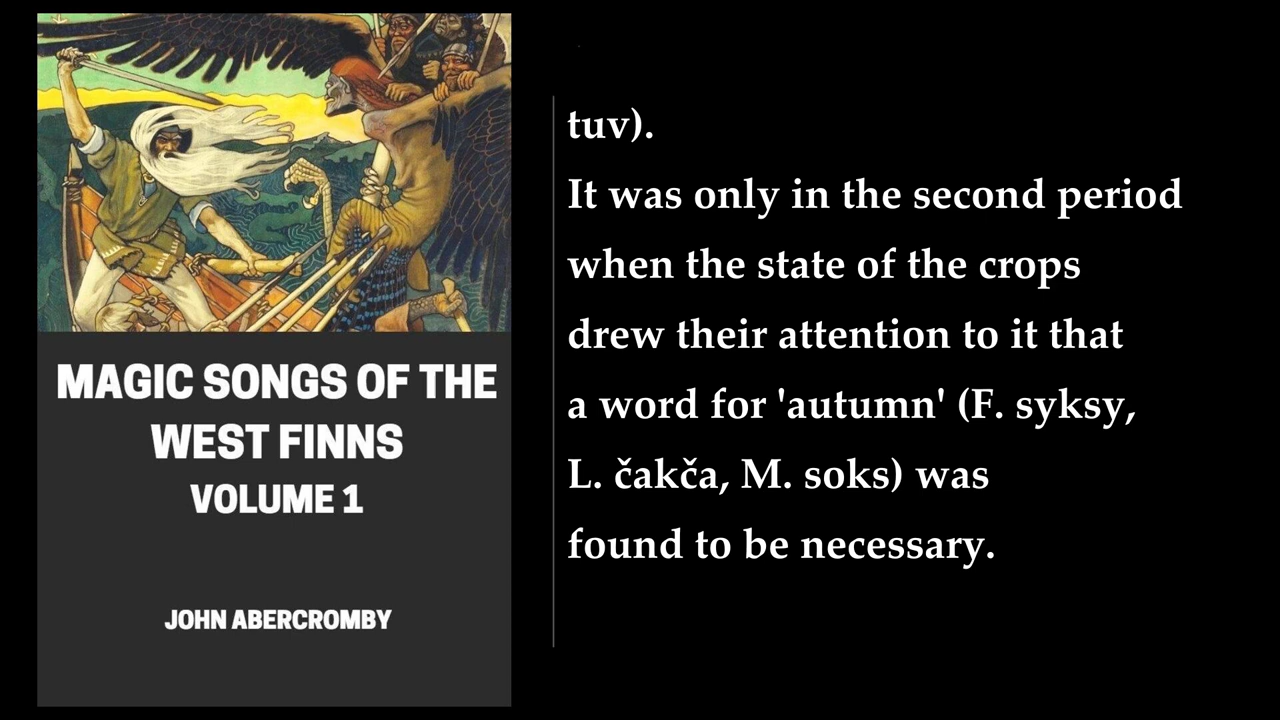 MAGIC SONGS OF THE
WEST FINNS
VOLUME 1
JOHN ABERCROMBY
tuv).
It was only in the second period
when the state of the crops
drew their attention to it that
a word for 'autumn' (F. syksy,
L. čakča, M. soks) was
found to be necessary.